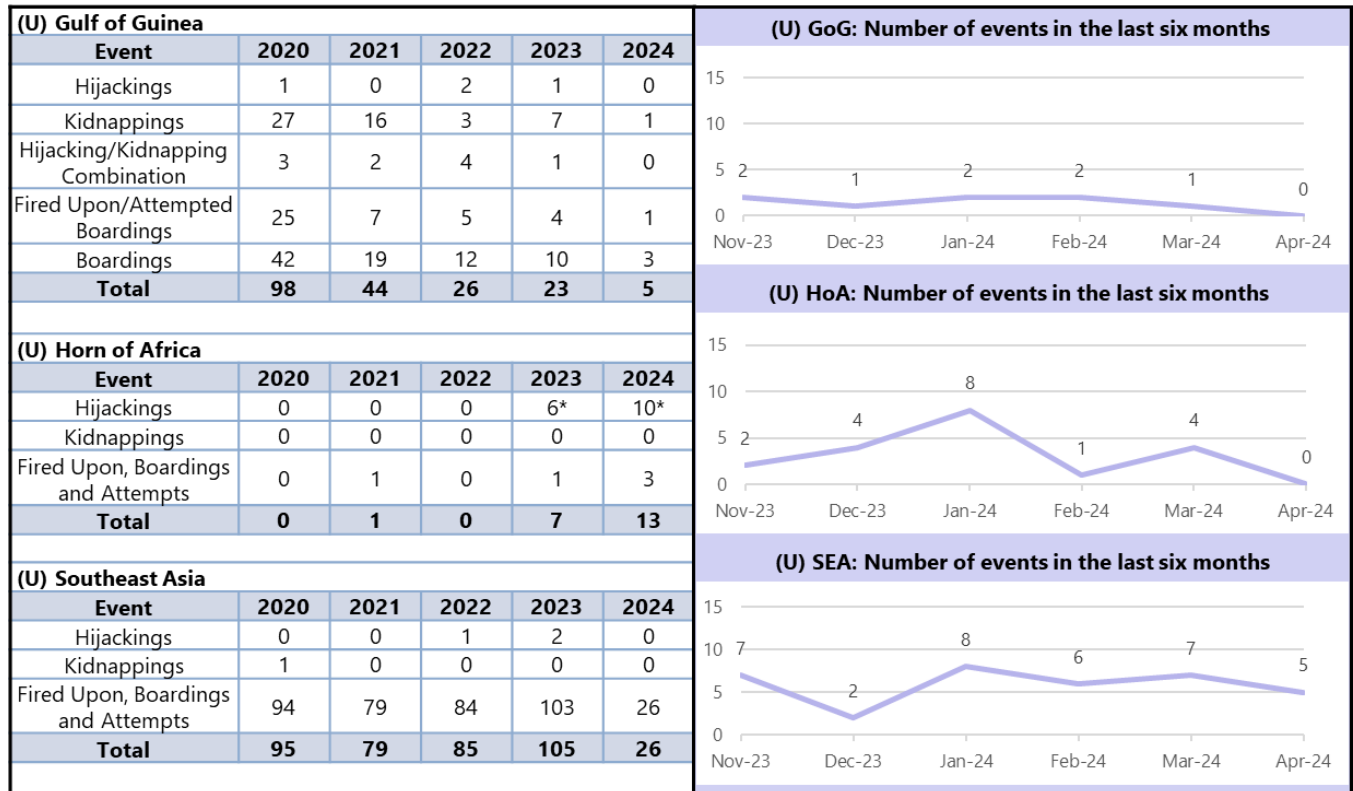 (U) Gulf of Guinea
Event 2020 2021 2022 2023 2024
Hijackings 1 0 2 1 0
Kidnappings 27 16 3 7 1
Hijacking/Kidnapping
Combination 3 2 4 1 0
Fired Upon/Attempted
Boardings 25 7 5 4 1
Boardings 42 19 12 10 3
Total 98 44 26 23 5
(U) Horn of Africa
Event 2020 2021 2022 2023 2024
Hijackings 0 0 0 6* 10*
Kidnappings 0 0 0 0 0
Fired Upon, Boardings
and Attempts 0 1 0 1 3
Total 0 1 0 7 13
(U) Southeast Asia
Event 2020 2021 2022 2023 2024
Hijackings 0 0 1 2 0
Kidnappings 1 0 0 0 0
Fired Upon, Boardings
and Attempts 94 79 84 103 26
Total 95 79 85 105 26
(U) GoG: Number of events in the last six months
15
10
5
0
2 1 2 2 1 0
Nov-23 Dec-23 Jan-24 Feb-24 Mar-24 Apr-24
(U) HoA: Number of events in the last six months
15
10
5
0
2 4 8 1 4 0
Nov-23 Dec-23 Jan-24 Feb-24 Mar-24 Apr-24
(U) SEA: Number of events in the last six months
15
10
5
0
7 2 8 6 7 5
Nov-23 Dec-23 Jan-24 Feb-24 Mar-24 Apr-24